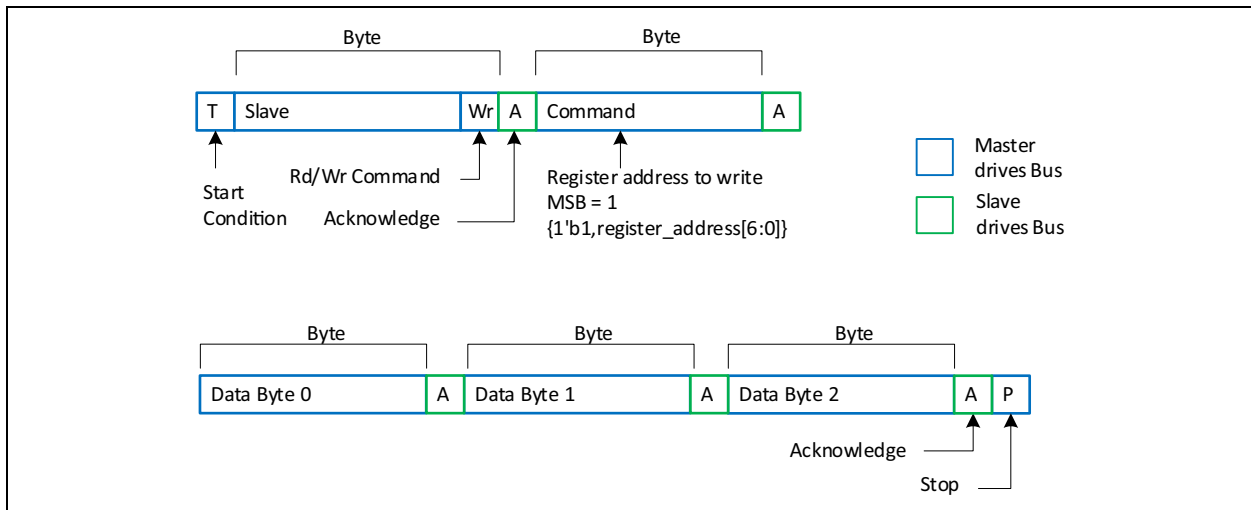 Byte
Byte
T
Slave
Wr
A
Command
A
Master
drives Bus
Slave
drives Bus
Rd/Wr Command
Start
Condition
Acknowledge
Register address to write
MSB = 1
{1'b1,register_address[6:0]}
Byte
Byte
Byte
Data Byte 0
A
Data Byte 1
A
Data Byte 2
A
P
Acknowledge
Stop